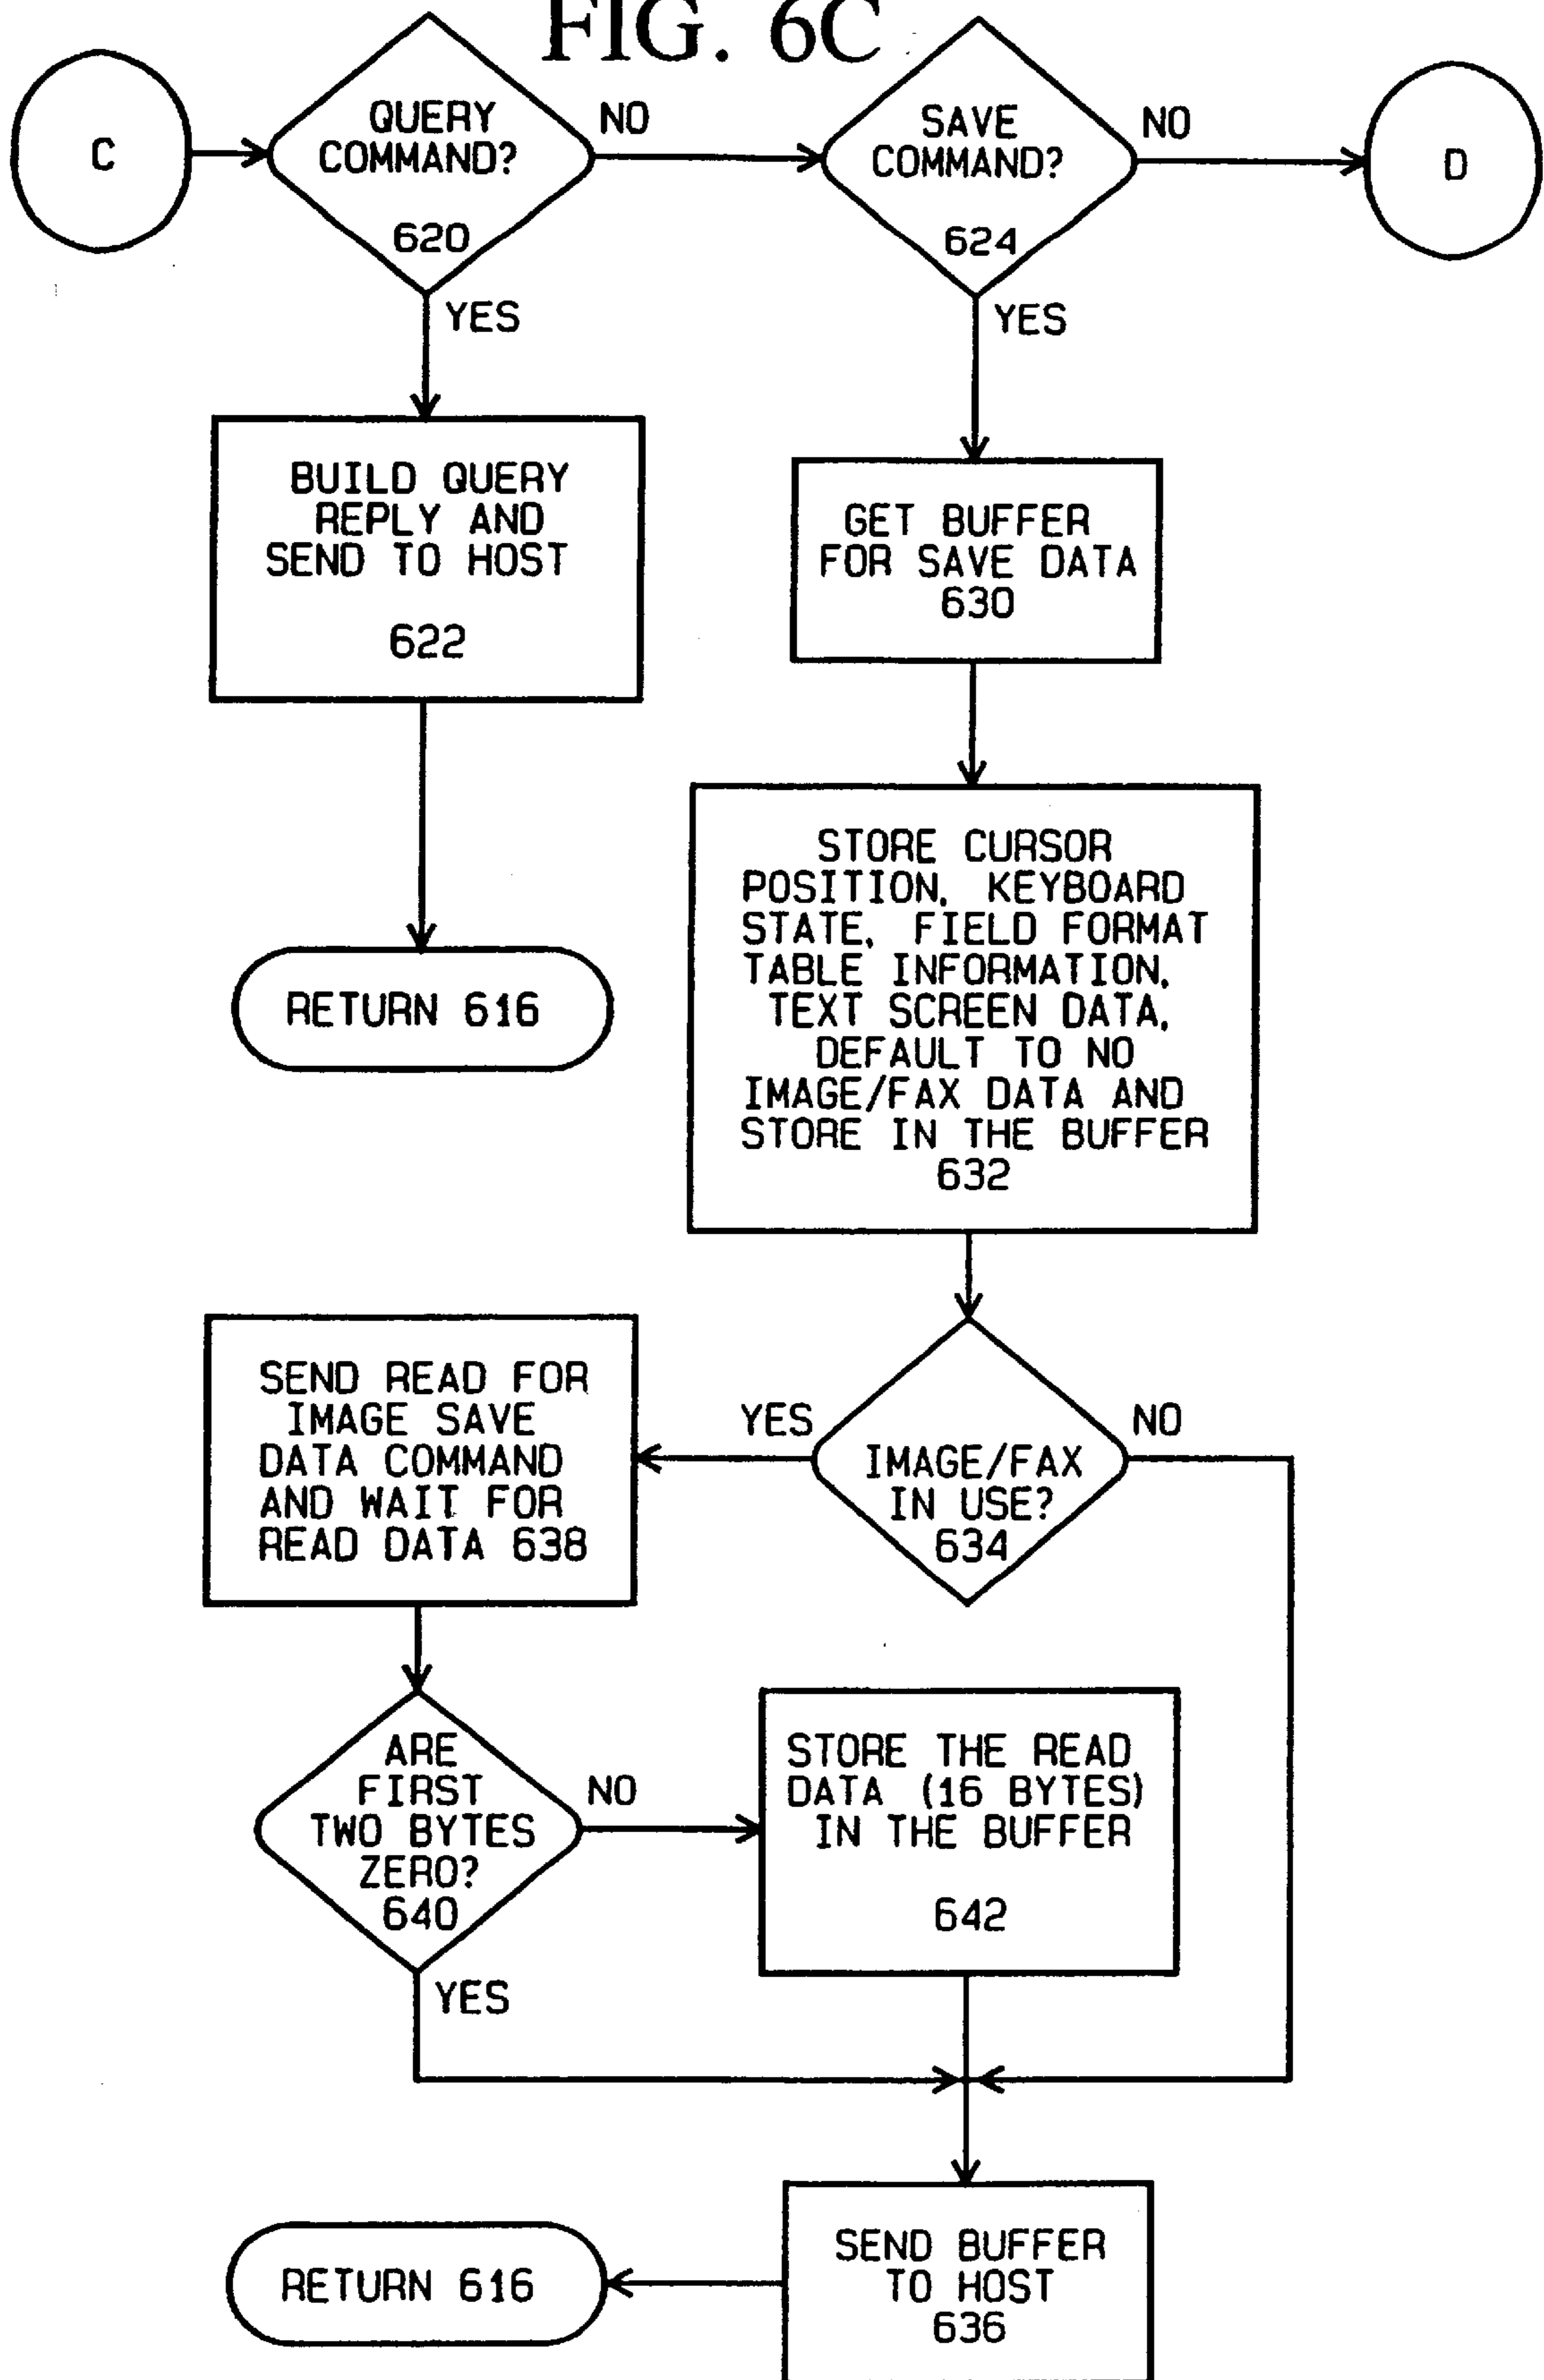 FIG. 6C
C
QUERY
COMMAND?
620
NO
YES
SAVE
COMMAND?
624
NO
YES
D
BUILD QUERY
REPLY AND
SEND TO HOST
622
RETURN 616
GET BUFFER
FOR SAVE DATA
630
STORE CURSOR
POSITION, KEYBOARD
STATE, FIELD FORMAT
TABLE INFORMATION,
TEXT SCREEN DATA,
DEFAULT TO NO
IMAGE/FAX DATA AND
STORE IN THE BUFFER
632
IMAGE/FAX
IN USE?
634
YES
NO
SEND READ FOR
IMAGE SAVE
DATA COMMAND
AND WAIT FOR
READ DATA 638
ARE
FIRST
TWO BYTES
ZERO?
640
NO
YES
STORE THE READ
DATA (16 BYTES)
IN THE BUFFER
642
SEND BUFFER
TO HOST
636
RETURN 616